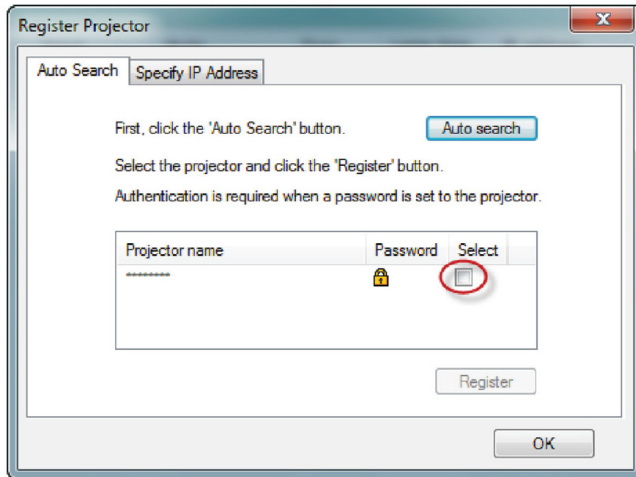 Register Projector
Auto Search
Specify IP Address
First, click the 'Auto Search' button.
Auto search
Select the projector and click the 'Register' button.
Authentication is required when a password is set to the projector.
Projector name Password Select
********
Register
OK